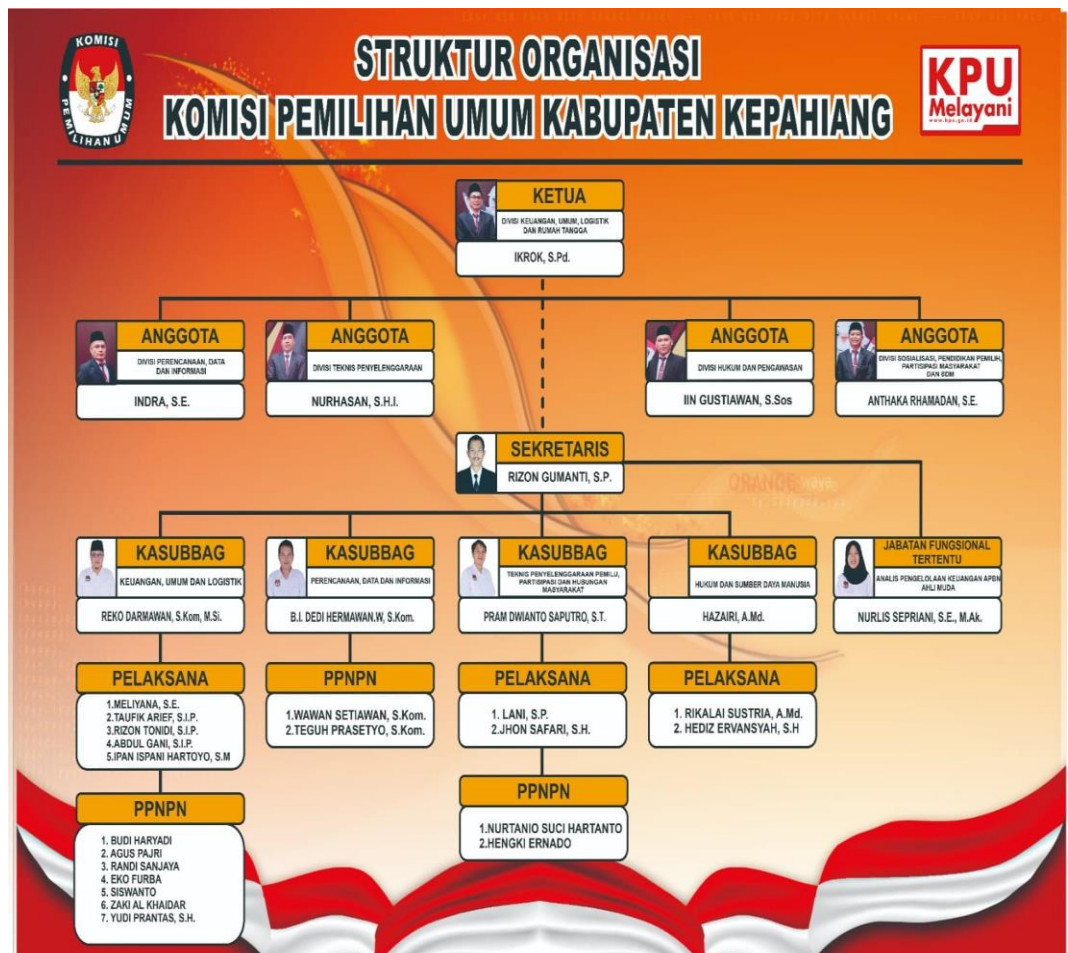 KOMISI
PEMILIHAN UMUM
STRUKTUR ORGANISASI
KOMISI PEMILIHAN UMUM KABUPATEN KEPAHIANG
KPU
Melayani
www.kpu.go.id
KETUA
DIVISI KEUANGAN, UMUM, LOGISTIK
DAN RUMAH TANGGA
IKROK, S.Pd.
ANGGOTA
DIVISI PERENCANAAN, DATA
DAN INFORMASI
INDRA, S.E.
ANGGOTA
DIVISI TEKNIS PENYELENGGARAAN
NURHASAN, S.H.I.
ANGGOTA
DIVISI HUKUM DAN PENGAWASAN
IIN GUSTIAWAN, S.Sos
ANGGOTA
DIVISI SOSIALISASI, PENDIDIKAN PEMILIH,
PARTISIPASI MASYARAKAT
DAN SDM
ANTHAKA RHAMADAN, S.E.
SEKRETARIS
RIZON GUMANTI, S.P.
ORANGE wave
KASUBBAG
KEUANGAN, UMUM DAN LOGISTIK
REKO DARMAWAN, S.Kom, M.Si.
KASUBBAG
PERENCANAAN, DATA DAN INFORMASI
B.I. DEDI HERMAWAN.W, S.Kom.
KASUBBAG
TEKNIS PENYELENGGARAAN PEMILU,
PARTISIPASI DAN HUBUNGAN
MASYARAKAT
PRAM DWIANTO SAPUTRO, S.T.
KASUBBAG
HUKUM DAN SUMBER DAYA MANUSIA
HAZAIRI, A.Md.
JABATAN FUNGSIONAL
TERTENTU
ANALIS PENGELOLAAN KEUANGAN APBN
AHLI MUDA
NURLIS SEPRIANI, S.E., M.Ak.
PELAKSANA
1.MELIYANA, S.E.
2.TAUFIK ARIEF, S.I.P.
3.RIZON TONIDI, S.I.P.
4.ABDUL GANI, S.I.P.
5.IPAN ISPANI HARTOYO, S.M
PPNPN
1.WAWAN SETIAWAN, S.Kom.
2.TEGUH PRASETYO, S.Kom.
PELAKSANA
1. LANI, S.P.
2.JHON SAFARI, S.H.
PELAKSANA
1. RIKALAI SUSTRIA, A.Md.
2. HEDIZ ERVANSYAH, S.H
PPNPN
1. BUDI HARYADI
2. AGUS PAJRI
3. RANDI SANJAYA
4. EKO FURBA
5. SISWANTO
6. ZAKI AL KHAIDAR
7. YUDI PRANTAS, S.H.
PPNPN
1.NURTANIO SUCI HARTANTO
2.HENGKI ERNADO